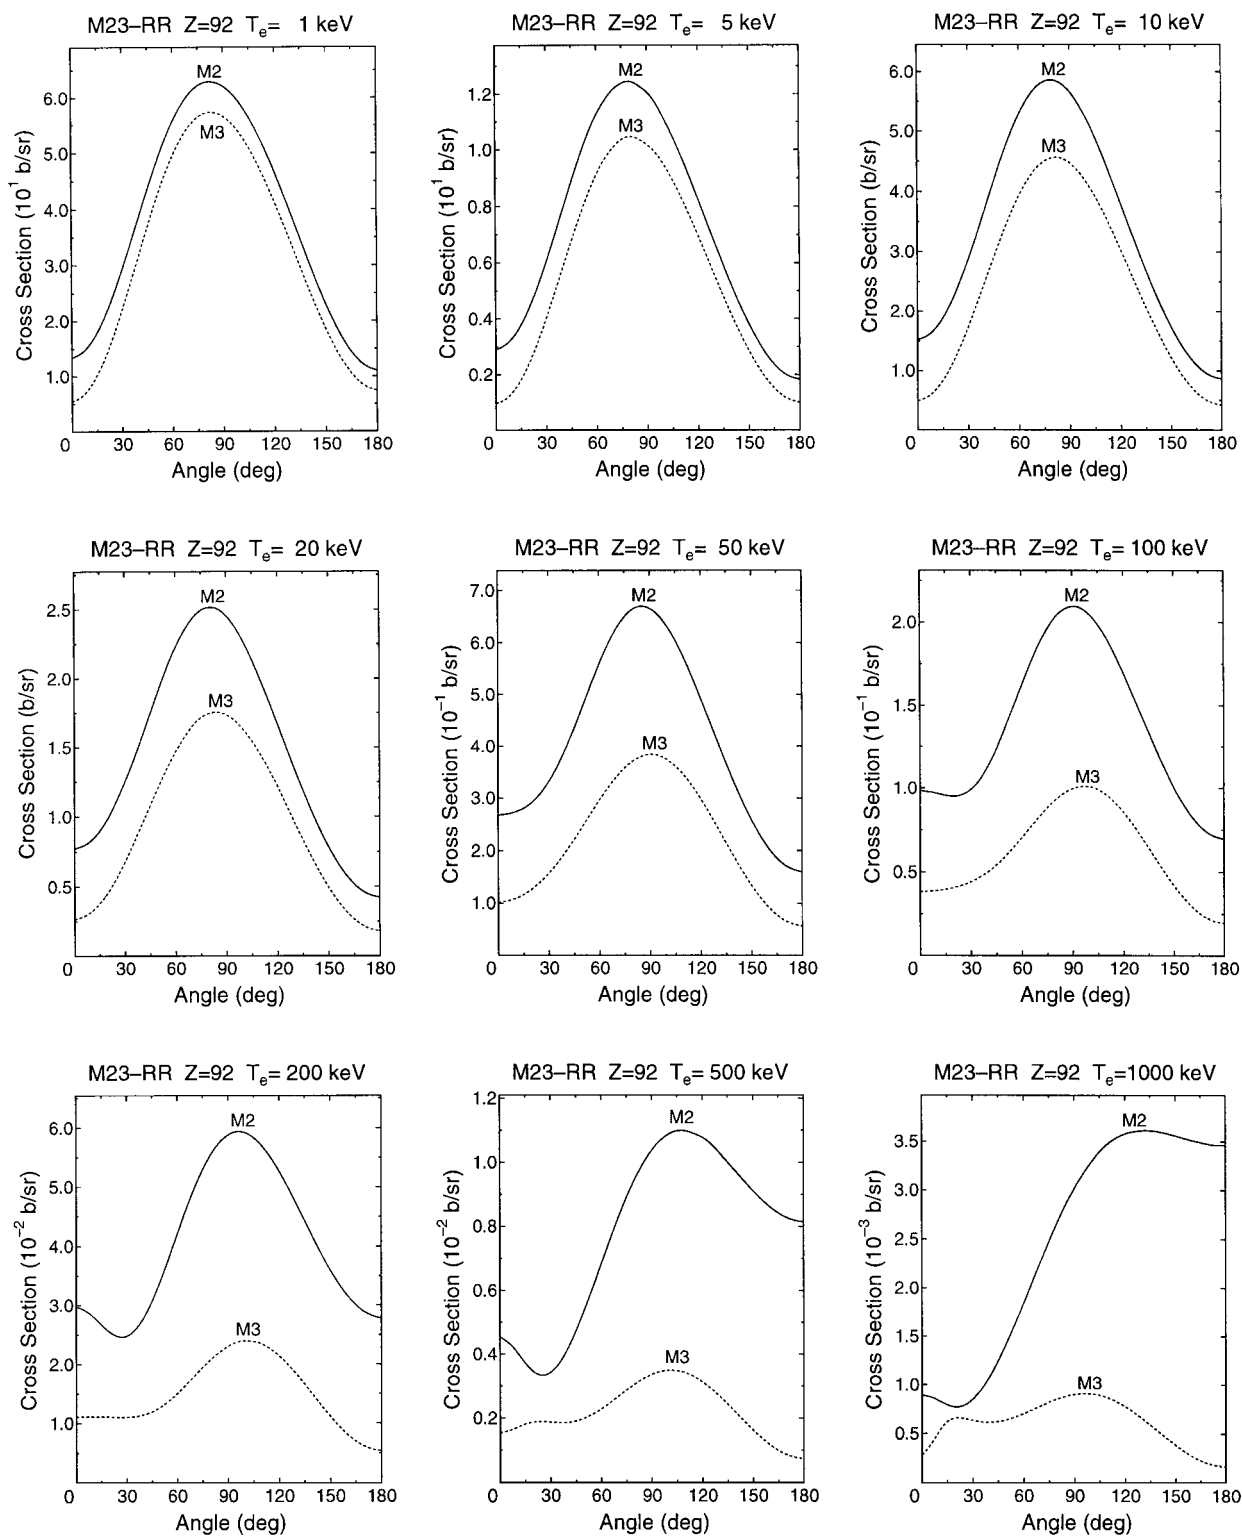 M23–RR Z=92 Tₑ= 1 keV
Cross Section (10¹ b/sr)
6.0
5.0
4.0
3.0
2.0
1.0
M2
M3
0 30 60 90 120 150 180
Angle (deg)
M23–RR Z=92 Tₑ= 5 keV
Cross Section (10¹ b/sr)
1.2
1.0
0.8
0.6
0.4
0.2
M2
M3
0 30 60 90 120 150 180
Angle (deg)
M23–RR Z=92 Tₑ= 10 keV
Cross Section (b/sr)
6.0
5.0
4.0
3.0
2.0
1.0
M2
M3
0 30 60 90 120 150 180
Angle (deg)
M23–RR Z=92 Tₑ= 20 keV
Cross Section (b/sr)
2.5
2.0
1.5
1.0
0.5
M2
M3
0 30 60 90 120 150 180
Angle (deg)
M23–RR Z=92 Tₑ= 50 keV
Cross Section (10⁻¹ b/sr)
7.0
6.0
5.0
4.0
3.0
2.0
1.0
M2
M3
0 30 60 90 120 150 180
Angle (deg)
M23–RR Z=92 Tₑ= 100 keV
Cross Section (10⁻¹ b/sr)
2.0
1.5
1.0
0.5
M2
M3
0 30 60 90 120 150 180
Angle (deg)
M23–RR Z=92 Tₑ= 200 keV
Cross Section (10⁻² b/sr)
6.0
5.0
4.0
3.0
2.0
1.0
M2
M3
0 30 60 90 120 150 180
Angle (deg)
M23–RR Z=92 Tₑ= 500 keV
Cross Section (10⁻² b/sr)
1.2
1.0
0.8
0.6
0.4
0.2
M2
M3
0 30 60 90 120 150 180
Angle (deg)
M23–RR Z=92 Tₑ=1000 keV
Cross Section (10⁻³ b/sr)
3.5
3.0
2.5
2.0
1.5
1.0
0.5
M2
M3
0 30 60 90 120 150 180
Angle (deg)